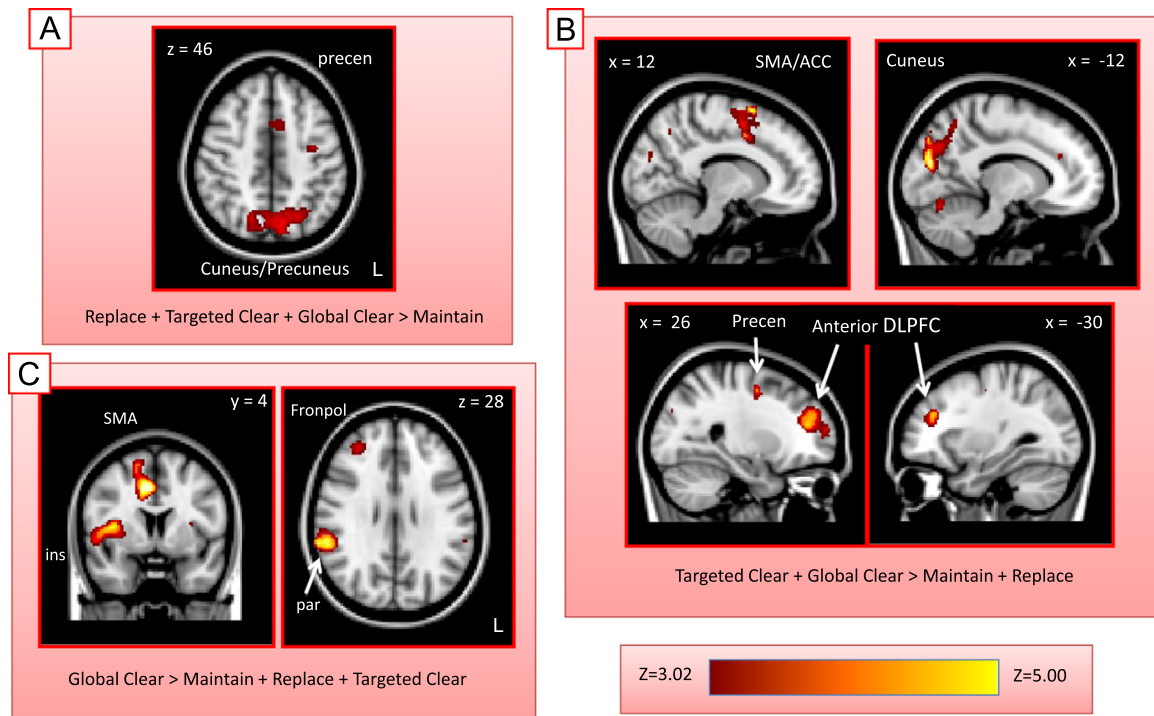 A
z = 46
precen
Cuneus/Precuneus
L
Replace + Targeted Clear + Global Clear > Maintain
B
x = 12
SMA/ACC
Cuneus
x = -12
x = 26
Precen
Anterior DLPFC
x = -30
Targeted Clear + Global Clear > Maintain + Replace
C
SMA
y = 4
ins
Fronpol
z = 28
par
L
Global Clear > Maintain + Replace + Targeted Clear
Z=3.02
Z=5.00